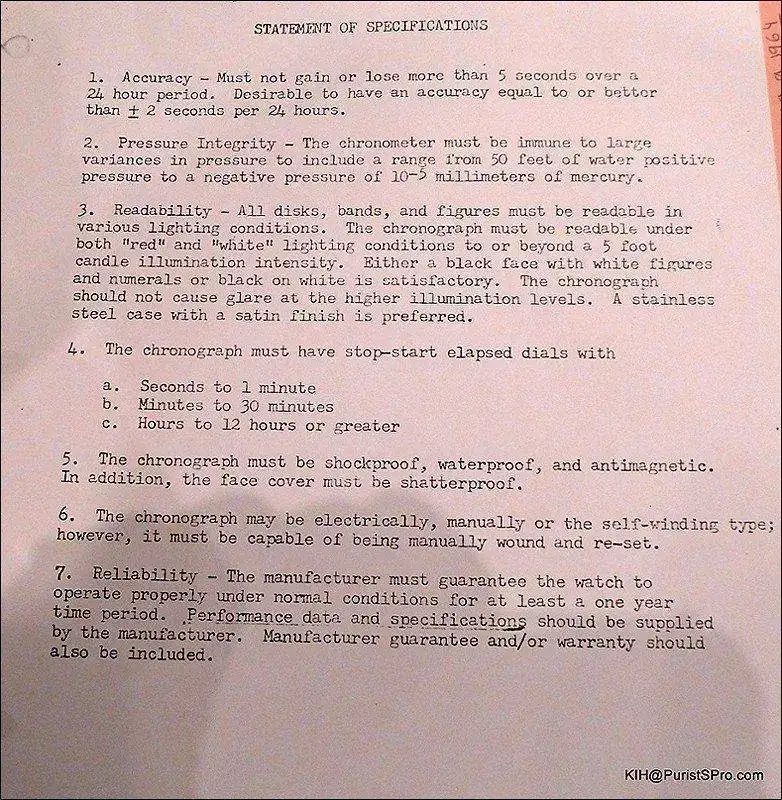 STATEMENT OF SPECIFICATIONS
1. Accuracy - Must not gain or lose more than 5 seconds over a
24 hour period. Desirable to have an accuracy equal to or better
than ± 2 seconds per 24 hours.
2. Pressure Integrity - The chronometer must be immune to large
variances in pressure to include a range from 50 feet of water positive
pressure to a negative pressure of 10-5 millimeters of mercury.
3. Readability - All disks, bands, and figures must be readable in
various lighting conditions. The chronograph must be readable under
both "red" and "white" lighting conditions to or beyond a 5 foot
candle illumination intensity. Either a black face with white figures
and numerals or black on white is satisfactory. The chronograph
should not cause glare at the higher illumination levels. A stainless
steel case with a satin finish is preferred.
4. The chronograph must have stop-start elapsed dials with
a. Seconds to 1 minute
b. Minutes to 30 minutes
c. Hours to 12 hours or greater
5. The chronograph must be shockproof, waterproof, and antimagnetic.
In addition, the face cover must be shatterproof.
6. The chronograph may be electrically, manually or the self-winding type;
however, it must be capable of being manually wound and re-set.
7. Reliability - The manufacturer must guarantee the watch to
operate properly under normal conditions for at least a one year
time period. Performance data and specifications should be supplied
by the manufacturer. Manufacturer guarantee and/or warranty should
also be included.
KIH@PuristSPro.com